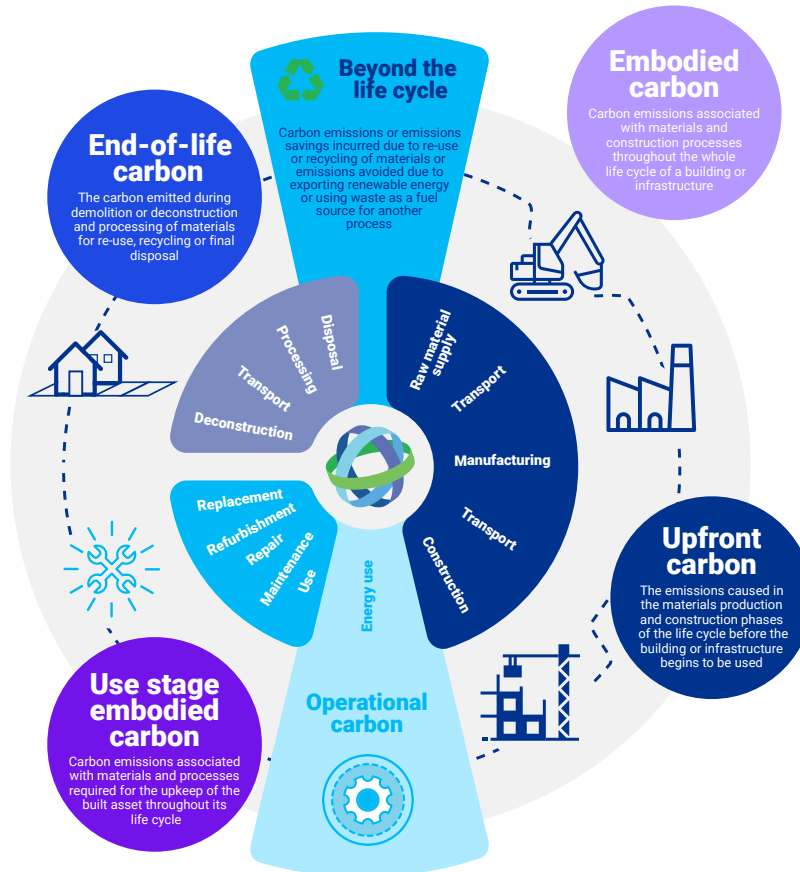 Beyond the
life cycle
Carbon emissions or emissions
savings incurred due to re-use
or recycling of materials or
emissions avoided due to
exporting renewable energy
or using waste as a fuel
source for another
process
Embodied
carbon
Carbon emissions associated
with materials and
construction processes
throughout the whole
life cycle of a building or
infrastructure
End-of-life
carbon
The carbon emitted during
demolition or deconstruction
and processing of materials
for re-use, recycling or final
disposal
Disposal
Processing
Transport
Deconstruction
Raw material
supply
Transport
Manufacturing
Transport
Construction
Replacement
Refurbishment
Repair
Maintenance
Use
Energy use
Upfront
carbon
The emissions caused in
the materials production
and construction phases
of the life cycle before the
building or infrastructure
begins to be used
Use stage
embodied
carbon
Carbon emissions associated
with materials and processes
required for the upkeep of the
built asset throughout its
life cycle
Operational
carbon